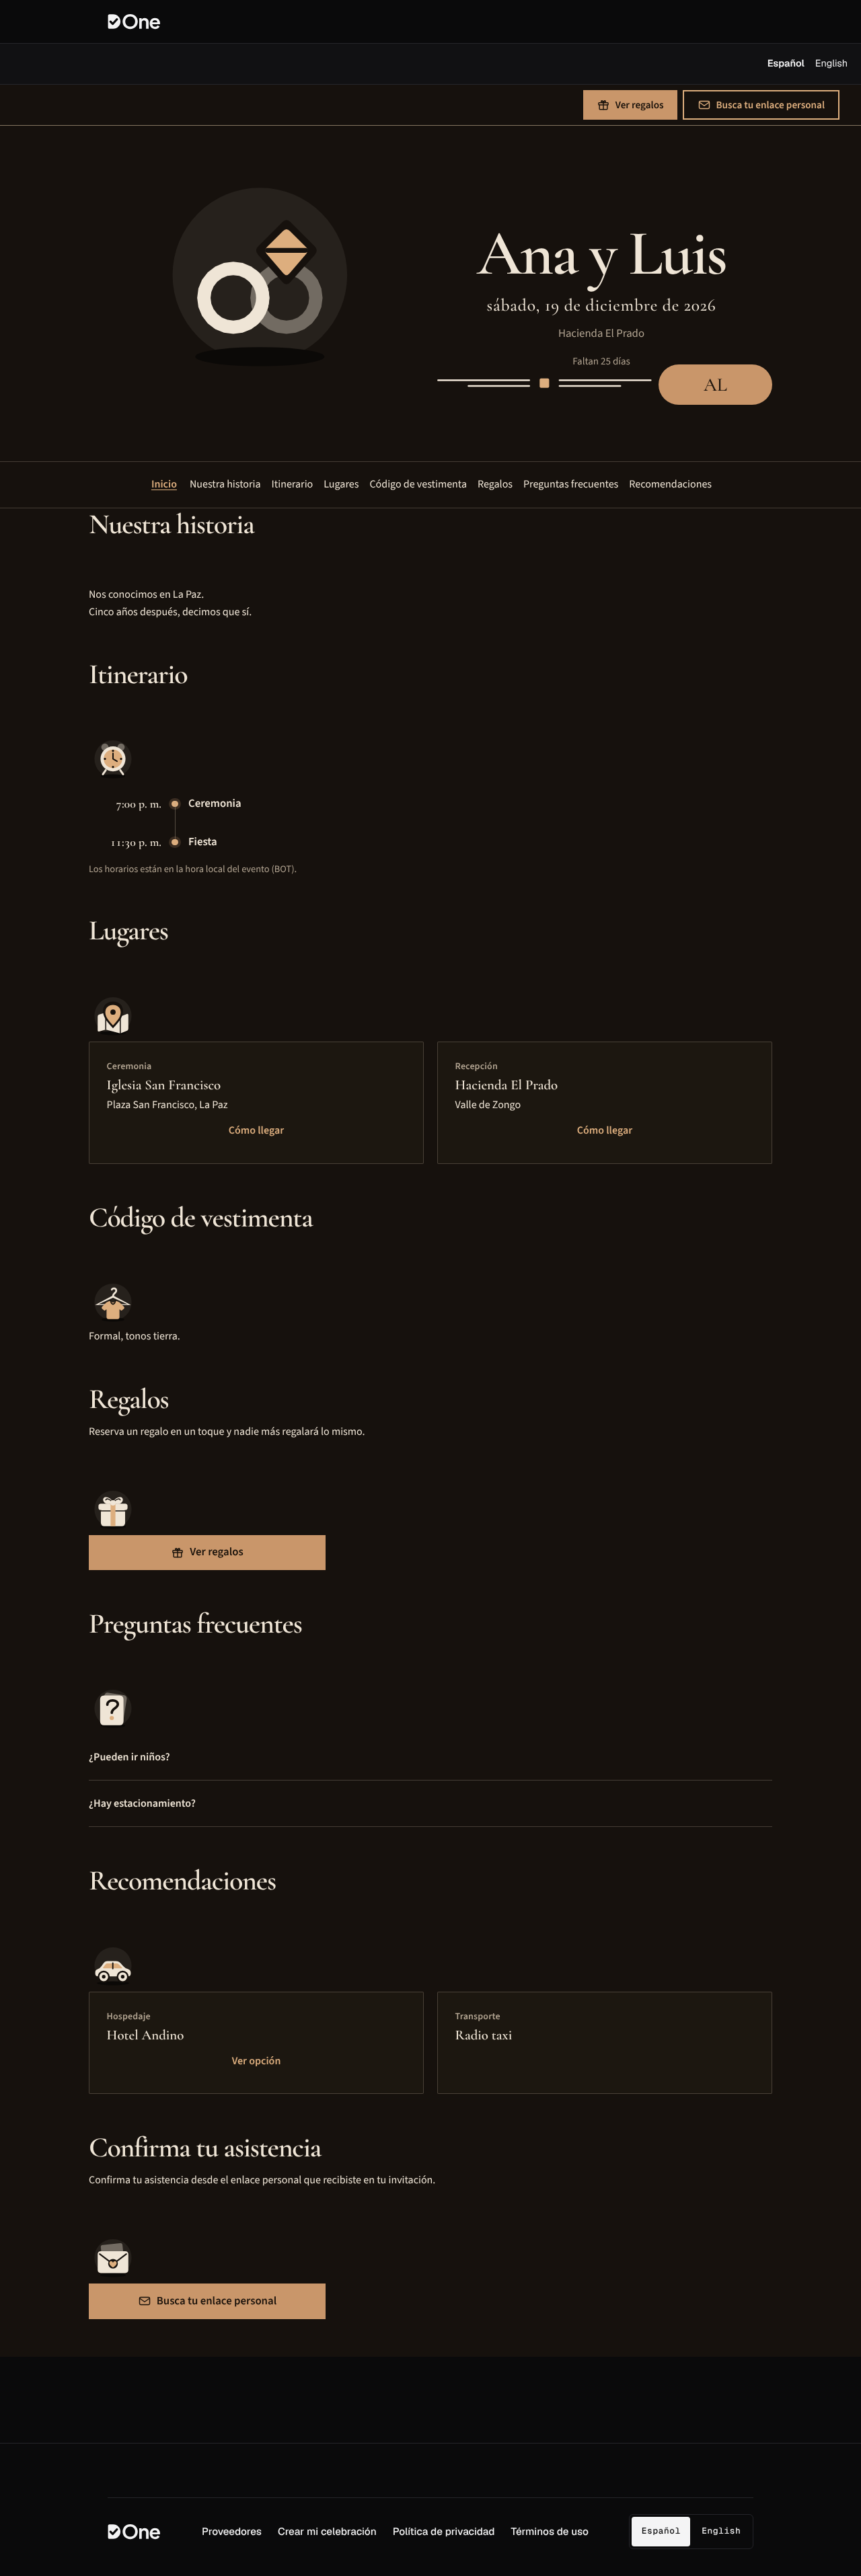 One
Español English
Ver regalos Busca tu enlace personal
Ana y Luis
sábado, 19 de diciembre de 2026
Hacienda El Prado
Faltan 25 días
AL
Inicio Nuestra historia Itinerario Lugares Código de vestimenta Regalos Preguntas frecuentes Recomendaciones
Nuestra historia
Nos conocimos en La Paz.
Cinco años después, decimos que sí.
Itinerario
7:00 p. m. Ceremonia
11:30 p. m. Fiesta
Los horarios están en la hora local del evento (BOT).
Lugares
Ceremonia
Iglesia San Francisco
Plaza San Francisco, La Paz
Cómo llegar
Recepción
Hacienda El Prado
Valle de Zongo
Cómo llegar
Código de vestimenta
Formal, tonos tierra.
Regalos
Reserva un regalo en un toque y nadie más regalará lo mismo.
Ver regalos
Preguntas frecuentes
?
¿Pueden ir niños?
¿Hay estacionamiento?
Recomendaciones
Hospedaje
Hotel Andino
Ver opción
Transporte
Radio taxi
Confirma tu asistencia
Confirma tu asistencia desde el enlace personal que recibiste en tu invitación.
Busca tu enlace personal
One Proveedores Crear mi celebración Política de privacidad Términos de uso Español English